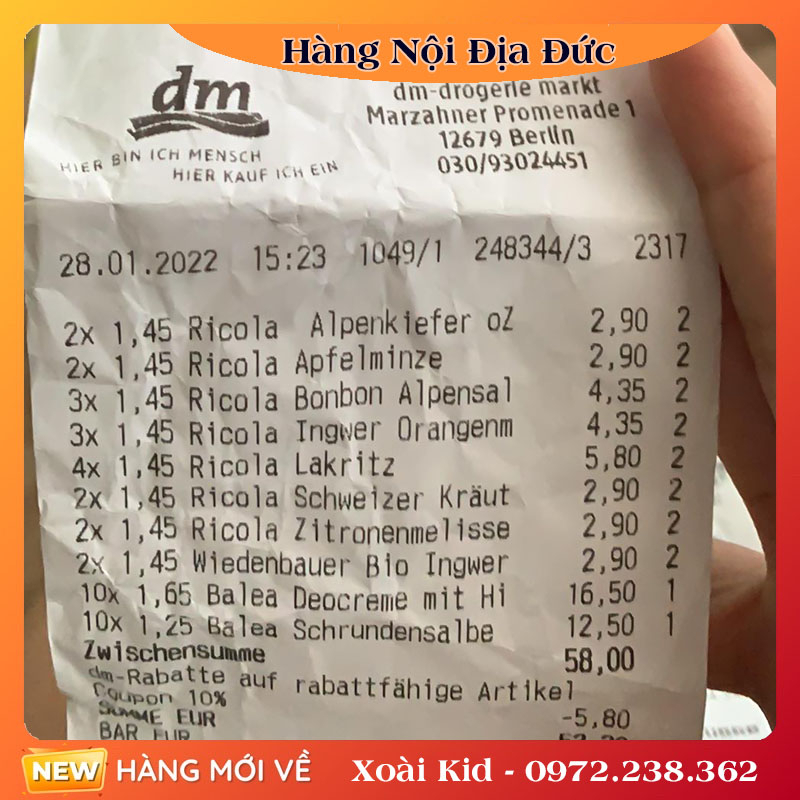 Hàng Nội Địa Đức
dm
HIER BIN ICH MENSCH
HIER KAUF ICH EIN
dm-drogerie markt
Marzahner Promenade 1
12679 Berlin
030/93024451
28.01.2022 15:23 1049/1 248344/3 2317
2x 1,45 Ricola Alpenkiefer oZ 2,90 2
2x 1,45 Ricola Apfelminze 2,90 2
3x 1,45 Ricola Bonbon Alpensal 4,35 2
3x 1,45 Ricola Ingwer Orangenm 4,35 2
4x 1,45 Ricola Lakritz 5,80 2
2x 1,45 Ricola Schweizer Kräut 2,90 2
2x 1,45 Ricola Zitronenmelisse 2,90 2
2x 1,45 Wiedenbauer Bio Ingwer 2,90 2
10x 1,65 Balea Deocreme mit Hi 16,50 1
10x 1,25 Balea Schrundensalbe 12,50 1
Zwischensumme 58,00
dm-Rabatte auf rabattfähige Artikel
Coupon 10% -5,80
SUMME EUR
BAR EUR
NEW HÀNG MỚI VỀ Xoài Kid - 0972.238.362